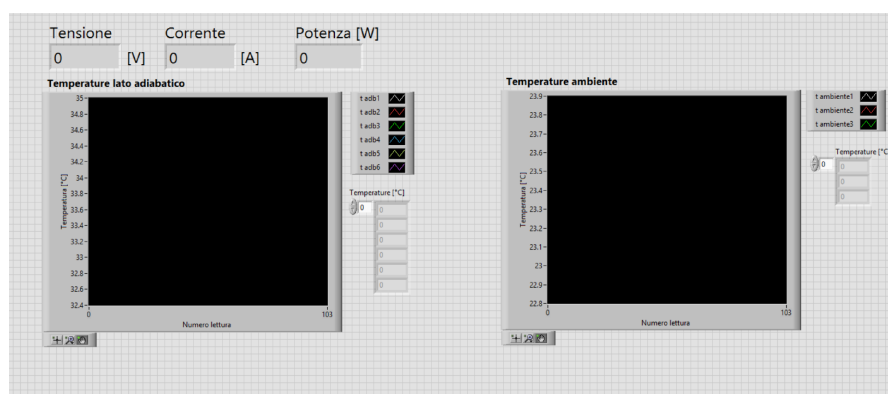 Tensione
Corrente
Potenza [W]
0
[V]
0
[A]
0
Temperature lato adiabatico
35
34.8
34.6
34.4
34.2
34
33.8
33.6
33.4
33.2
33
32.8
32.6
32.4
Temperatura [°C]
0
103
Numero lettura
t adb1
t adb2
t adb3
t adb4
t adb5
t adb6
Temperature [°C]
0
0
0
0
0
0
0
Temperature ambiente
23.9
23.8
23.7
23.6
23.5
23.4
23.3
23.2
23.1
23
22.9
22.8
Temperatura [°C]
0
103
Numero lettura
t ambiente1
t ambiente2
t ambiente3
Temperature [°C
0
0
0
0